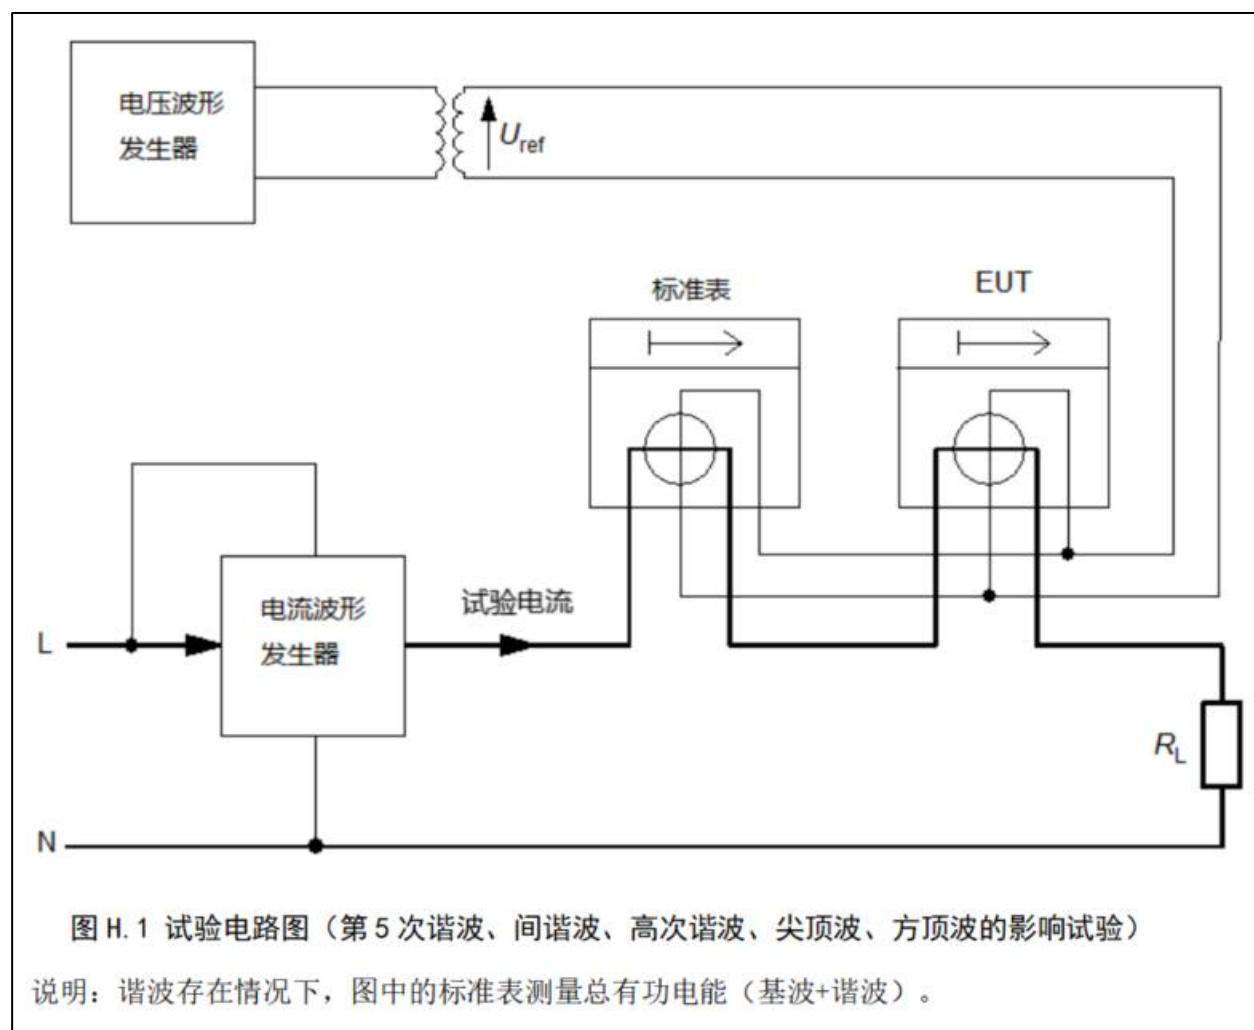 电压波形
发生器
Uref
标准表
EUT
电流波形
发生器
试验电流
L
RL
N
图 H.1 试验电路图（第5次谐波、间谐波、高次谐波、尖顶波、方顶波的影响试验）
说明：谐波存在情况下，图中的标准表测量总有功电能（基波+谐波）。